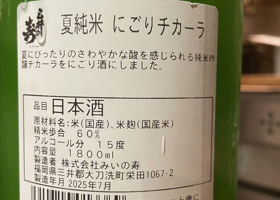 三井の寿
夏純米 にごりチカーラ
夏にぴったりのさわやかな酸を感じられる純米吟
醸チカーラをにごり酒にしました。
品目 日本酒
原材料名:米(国産)、米麹(国産米)
精米歩合 60%
アルコール分 15度
内容量 1800ml
製造者 株式会社みいの寿
福岡県三井郡大刀洗町栄田1067-2
製造年月 2025年7月